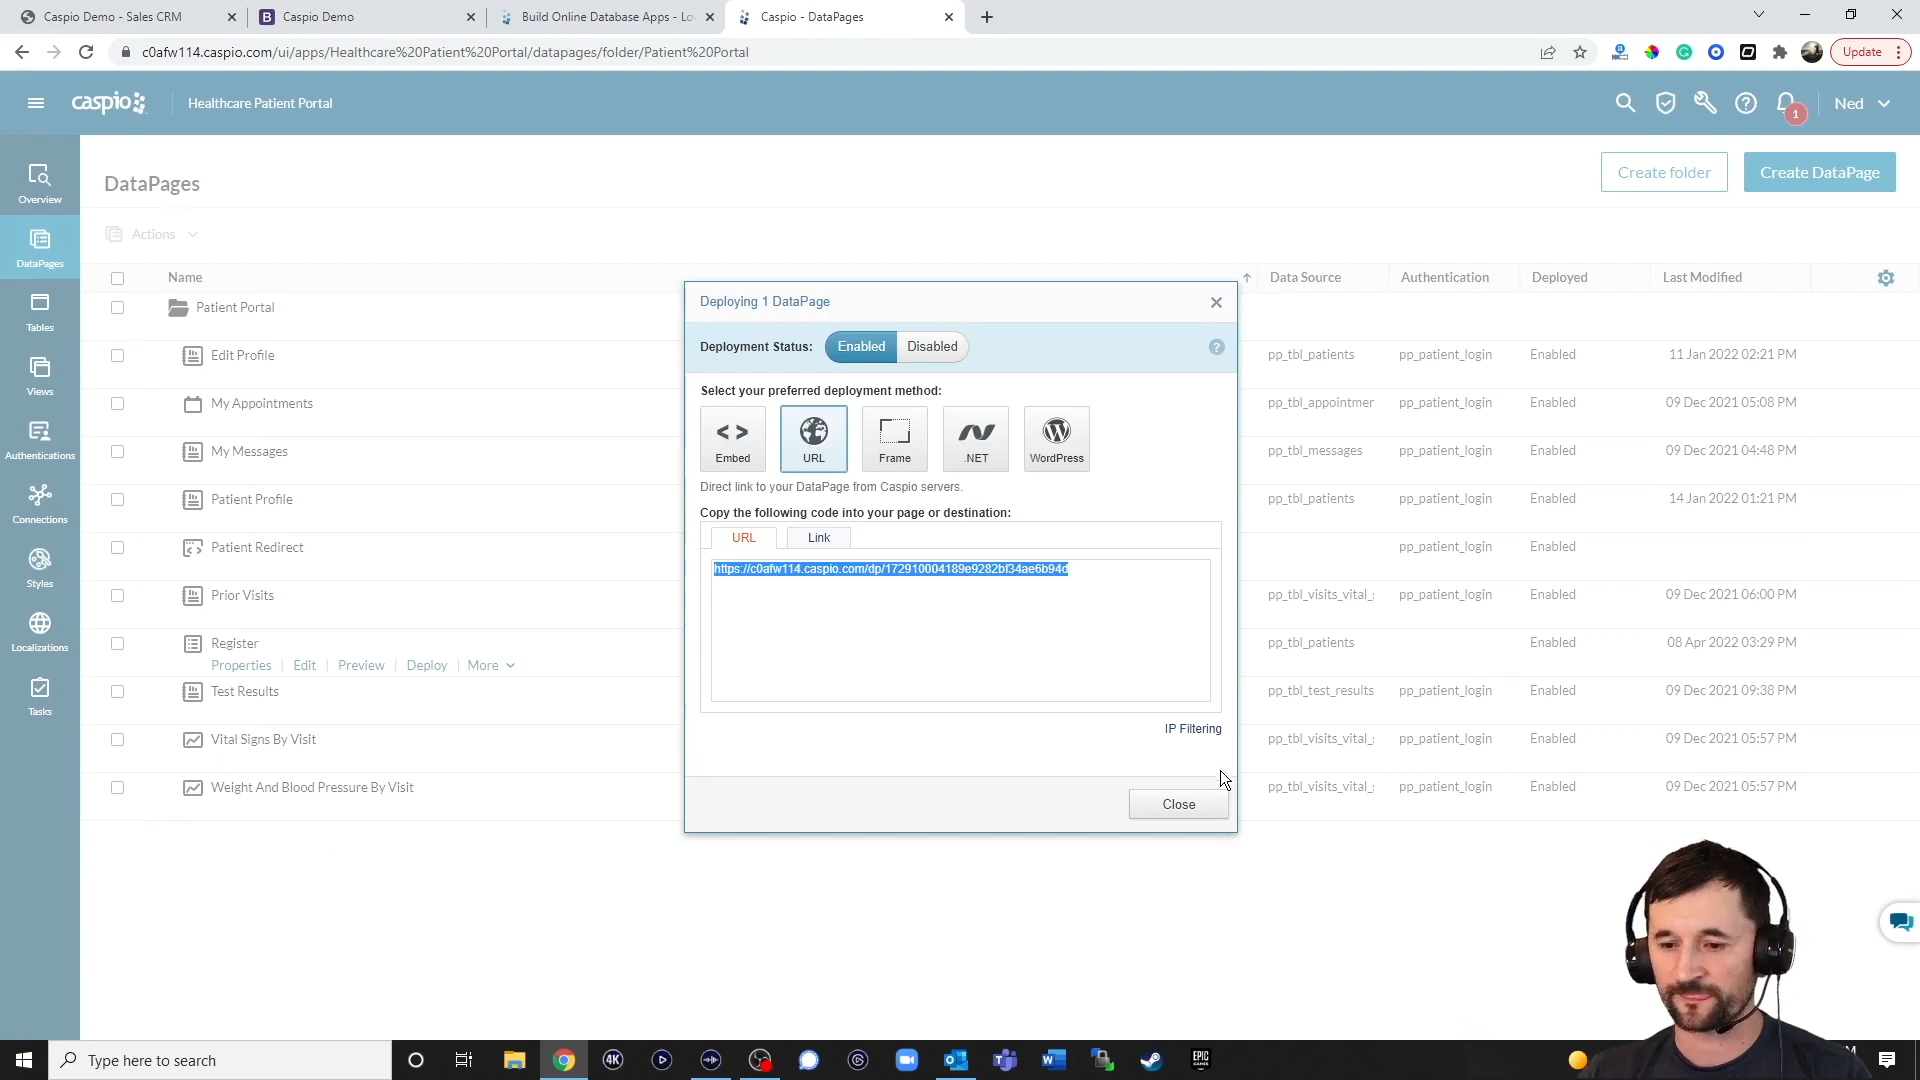 Caspio Demo - Sales CRM
Caspio Demo
Build Online Database Apps - Lo
Caspio - DataPages
c0afw114.caspio.com/ui/apps/Healthcare%20Patient%20Portal/datapages/folder/Patient%20Portal
Update
caspio
Healthcare Patient Portal
1
Ned
Overview
DataPages
Tables
Views
Authentications
Connections
Styles
Localizations
Tasks
DataPages
Create folder
Create DataPage
Actions
Name
Data Source
Authentication
Deployed
Last Modified
Patient Portal
Edit Profile
pp_tbl_patients
pp_patient_login
Enabled
11 Jan 2022 02:21 PM
My Appointments
pp_tbl_appointmer
pp_patient_login
Enabled
09 Dec 2021 05:08 PM
My Messages
pp_tbl_messages
pp_patient_login
Enabled
09 Dec 2021 04:48 PM
Patient Profile
pp_tbl_patients
pp_patient_login
Enabled
14 Jan 2022 01:21 PM
Patient Redirect
pp_patient_login
Enabled
Prior Visits
pp_tbl_visits_vital_
pp_patient_login
Enabled
09 Dec 2021 06:00 PM
Register
pp_tbl_patients
Enabled
08 Apr 2022 03:29 PM
Properties | Edit | Preview | Deploy | More
Test Results
pp_tbl_test_results
pp_patient_login
Enabled
09 Dec 2021 09:38 PM
Vital Signs By Visit
pp_tbl_visits_vital_
pp_patient_login
Enabled
09 Dec 2021 05:57 PM
Weight And Blood Pressure By Visit
pp_tbl_visits_vital_
pp_patient_login
Enabled
09 Dec 2021 05:57 PM
Deploying 1 DataPage
Deployment Status:
Enabled
Disabled
Select your preferred deployment method:
Embed
URL
Frame
.NET
WordPress
Direct link to your DataPage from Caspio servers.
Copy the following code into your page or destination:
URL
Link
https://c0afw114.caspio.com/dp/172910004189e9282bf34ae6b94d
IP Filtering
Close
Type here to search
4K
EPIC
GAMES